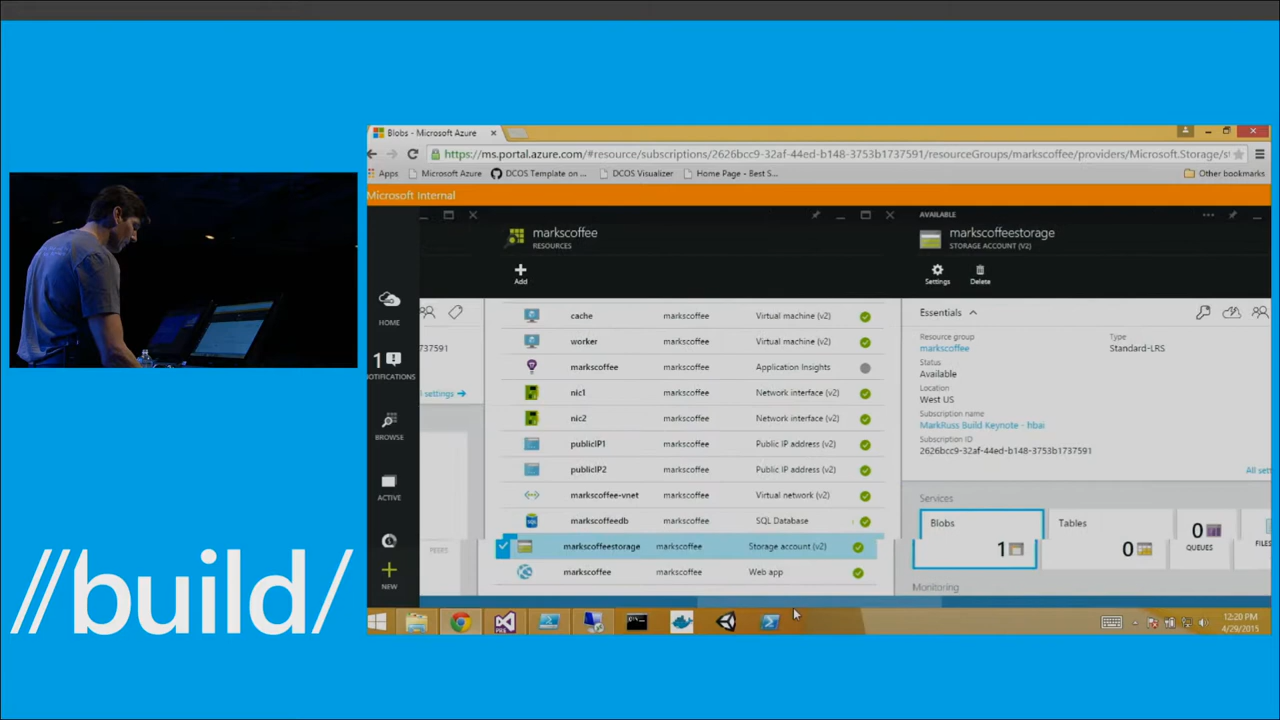 Blobs - Microsoft Azure
https://ms.portal.azure.com/#resource/subscriptions/2626bcc9-32af-44ed-b148-3753b1737591/resourceGroups/markscoffee/providers/Microsoft.Storage/s
Apps Microsoft Azure DCOS Template on ... DCOS Visualizer Home Page - Best S... Other bookmarks
Microsoft Internal
markscoffee
RESOURCES
Add
AVAILABLE
markscoffeestorage
STORAGE ACCOUNT (V2)
Settings Delete
HOME
1
NOTIFICATIONS
BROWSE
ACTIVE
NEW
737591
settings
cache markscoffee Virtual machine (v2)
worker markscoffee Virtual machine (v2)
markscoffee markscoffee Application Insights
nic1 markscoffee Network interface (v2)
nic2 markscoffee Network interface (v2)
publicIP1 markscoffee Public IP address (v2)
publicIP2 markscoffee Public IP address (v2)
markscoffee-vnet markscoffee Virtual network (v2)
markscoffeedb markscoffee SQL Database
markscoffeestorage markscoffee Storage account (v2)
markscoffee markscoffee Web app
Essentials
Resource group
markscoffee
Type
Standard-LRS
Status
Available
Location
West US
Subscription name
MarkRuss Build Keynote - hbai
Subscription ID
2626bcc9-32af-44ed-b148-3753b1737591
All set
Services
Blobs
1
Tables
0
0
QUEUES
FILES
Monitoring
12:20 PM
4/29/2015
//build/